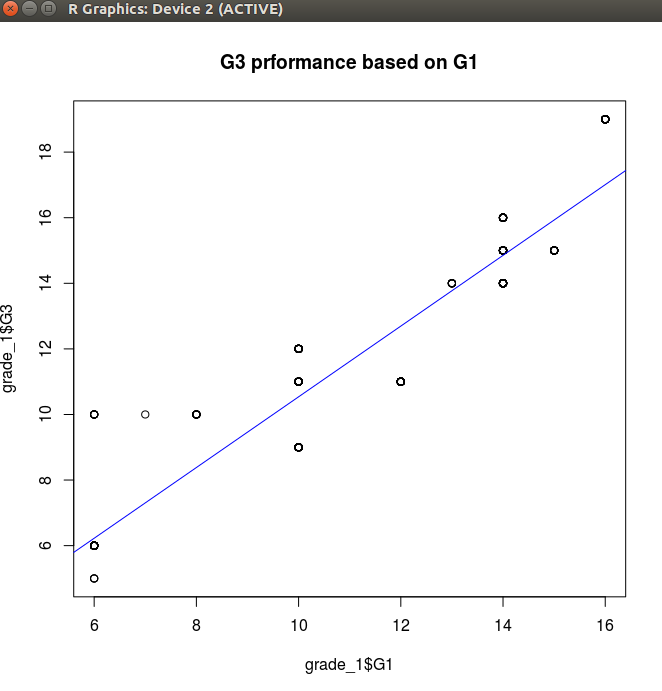 R Graphics: Device 2 (ACTIVE)
G3 prformance based on G1
18
16
14
12
10
8
6
grade_1$G3
6 8 10 12 14 16
grade_1$G1